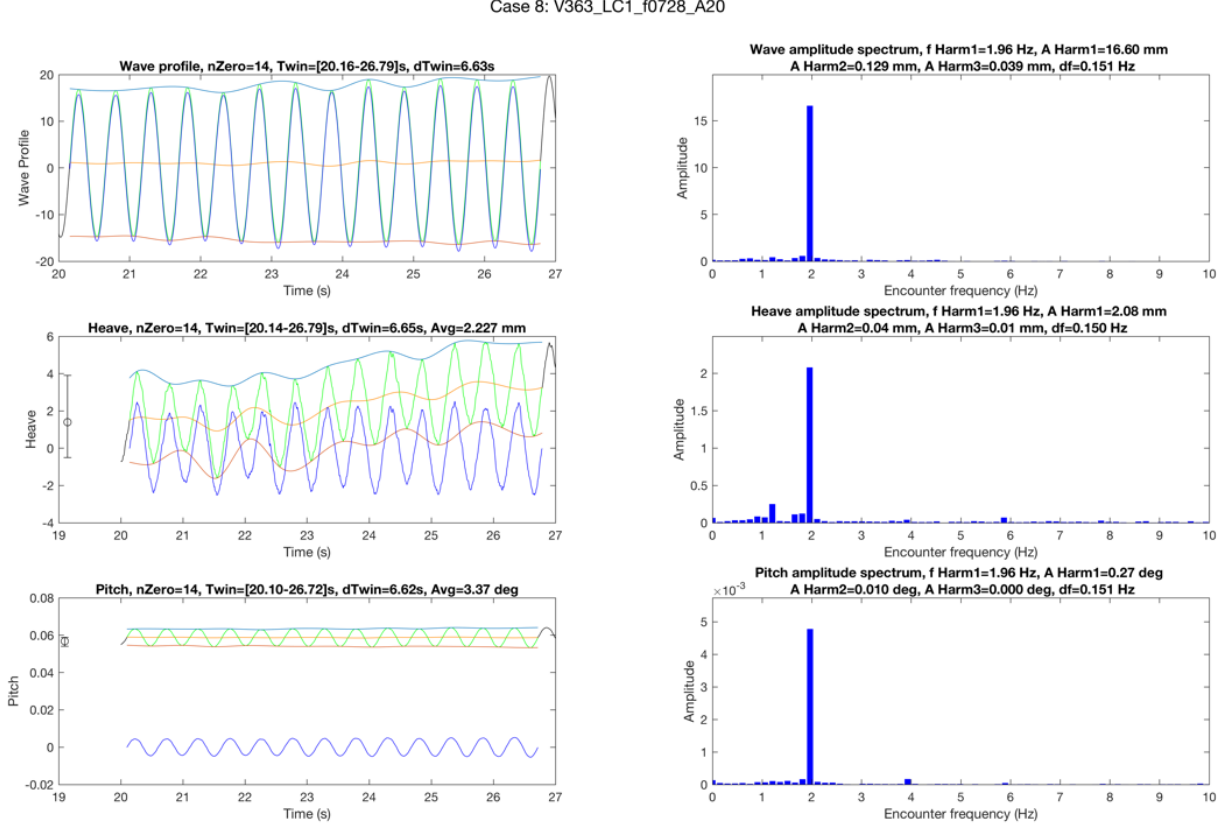 Case 8: V363_LC1_f0728_A20
Wave profile, nZero=14, Twin=[20.16-26.79]s, dTwin=6.63s
20
10
0
-10
-20
Wave Profile
20 21 22 23 24 25 26 27
Time (s)
Wave amplitude spectrum, f Harm1=1.96 Hz, A Harm1=16.60 mm
A Harm2=0.129 mm, A Harm3=0.039 mm, df=0.151 Hz
15
10
5
0
Amplitude
0 1 2 3 4 5 6 7 8 9 10
Encounter frequency (Hz)
Heave, nZero=14, Twin=[20.14-26.79]s, dTwin=6.65s, Avg=2.227 mm
6
4
2
0
-2
-4
Heave
19 20 21 22 23 24 25 26 27
Time (s)
Heave amplitude spectrum, f Harm1=1.96 Hz, A Harm1=2.08 mm
A Harm2=0.04 mm, A Harm3=0.01 mm, df=0.150 Hz
2
1.5
1
0.5
0
Amplitude
0 1 2 3 4 5 6 7 8 9 10
Encounter frequency (Hz)
Pitch, nZero=14, Twin=[20.10-26.72]s, dTwin=6.62s, Avg=3.37 deg
0.08
0.06
0.04
0.02
0
-0.02
Pitch
19 20 21 22 23 24 25 26 27
Time (s)
Pitch amplitude spectrum, f Harm1=1.96 Hz, A Harm1=0.27 deg
A Harm2=0.010 deg, A Harm3=0.000 deg, df=0.151 Hz
×10⁻³
5
4
3
2
1
0
Amplitude
0 1 2 3 4 5 6 7 8 9 10
Encounter frequency (Hz)